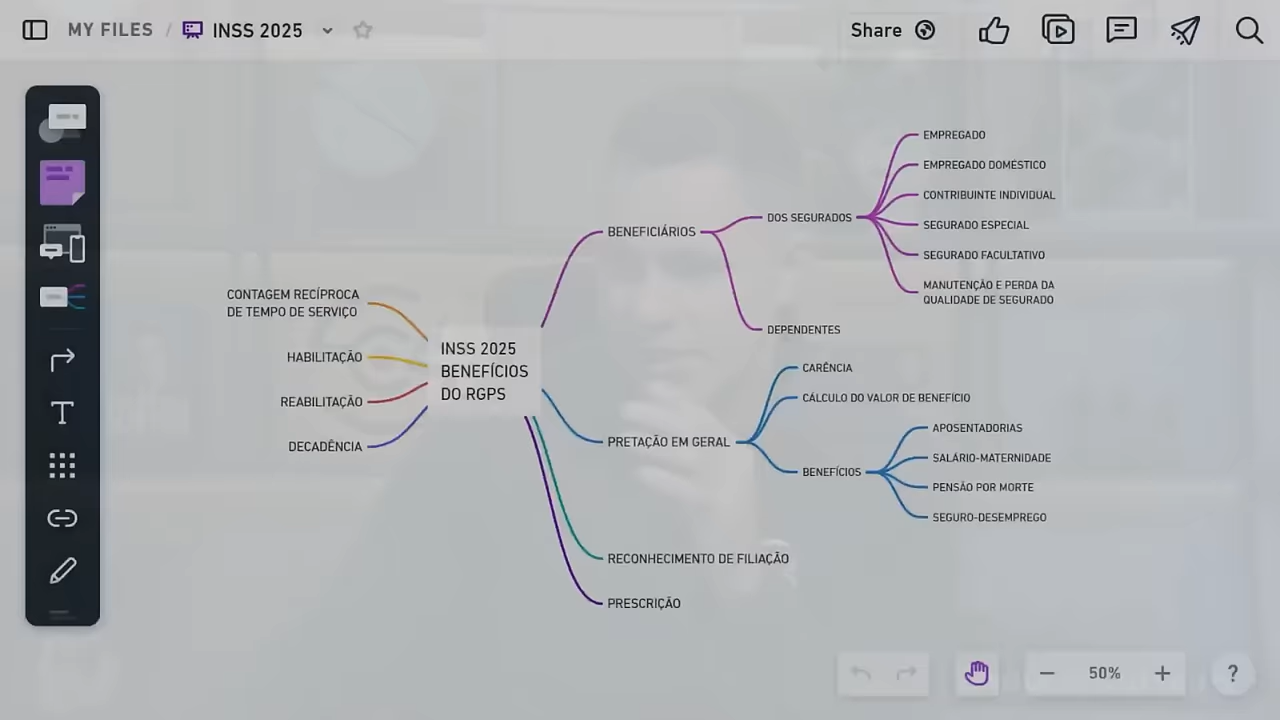 MY FILES / INSS 2025
Share
EMPREGADO
EMPREGADO DOMÉSTICO
CONTRIBUINTE INDIVIDUAL
DOS SEGURADOS
SEGURADO ESPECIAL
BENEFICIÁRIOS
SEGURADO FACULTATIVO
MANUTENÇÃO E PERDA DA
QUALIDADE DE SEGURADO
DEPENDENTES
CONTAGEM RECÍPROCA
DE TEMPO DE SERVIÇO
HABILITAÇÃO
REABILITAÇÃO
DECADÊNCIA
INSS 2025
BENEFÍCIOS
DO RGPS
CARÊNCIA
CÁLCULO DO VALOR DE BENEFÍCIO
PRETAÇÃO EM GERAL
APOSENTADORIAS
SALÁRIO-MATERNIDADE
BENEFÍCIOS
PENSÃO POR MORTE
SEGURO-DESEMPREGO
RECONHECIMENTO DE FILIAÇÃO
PRESCRIÇÃO
50%
?